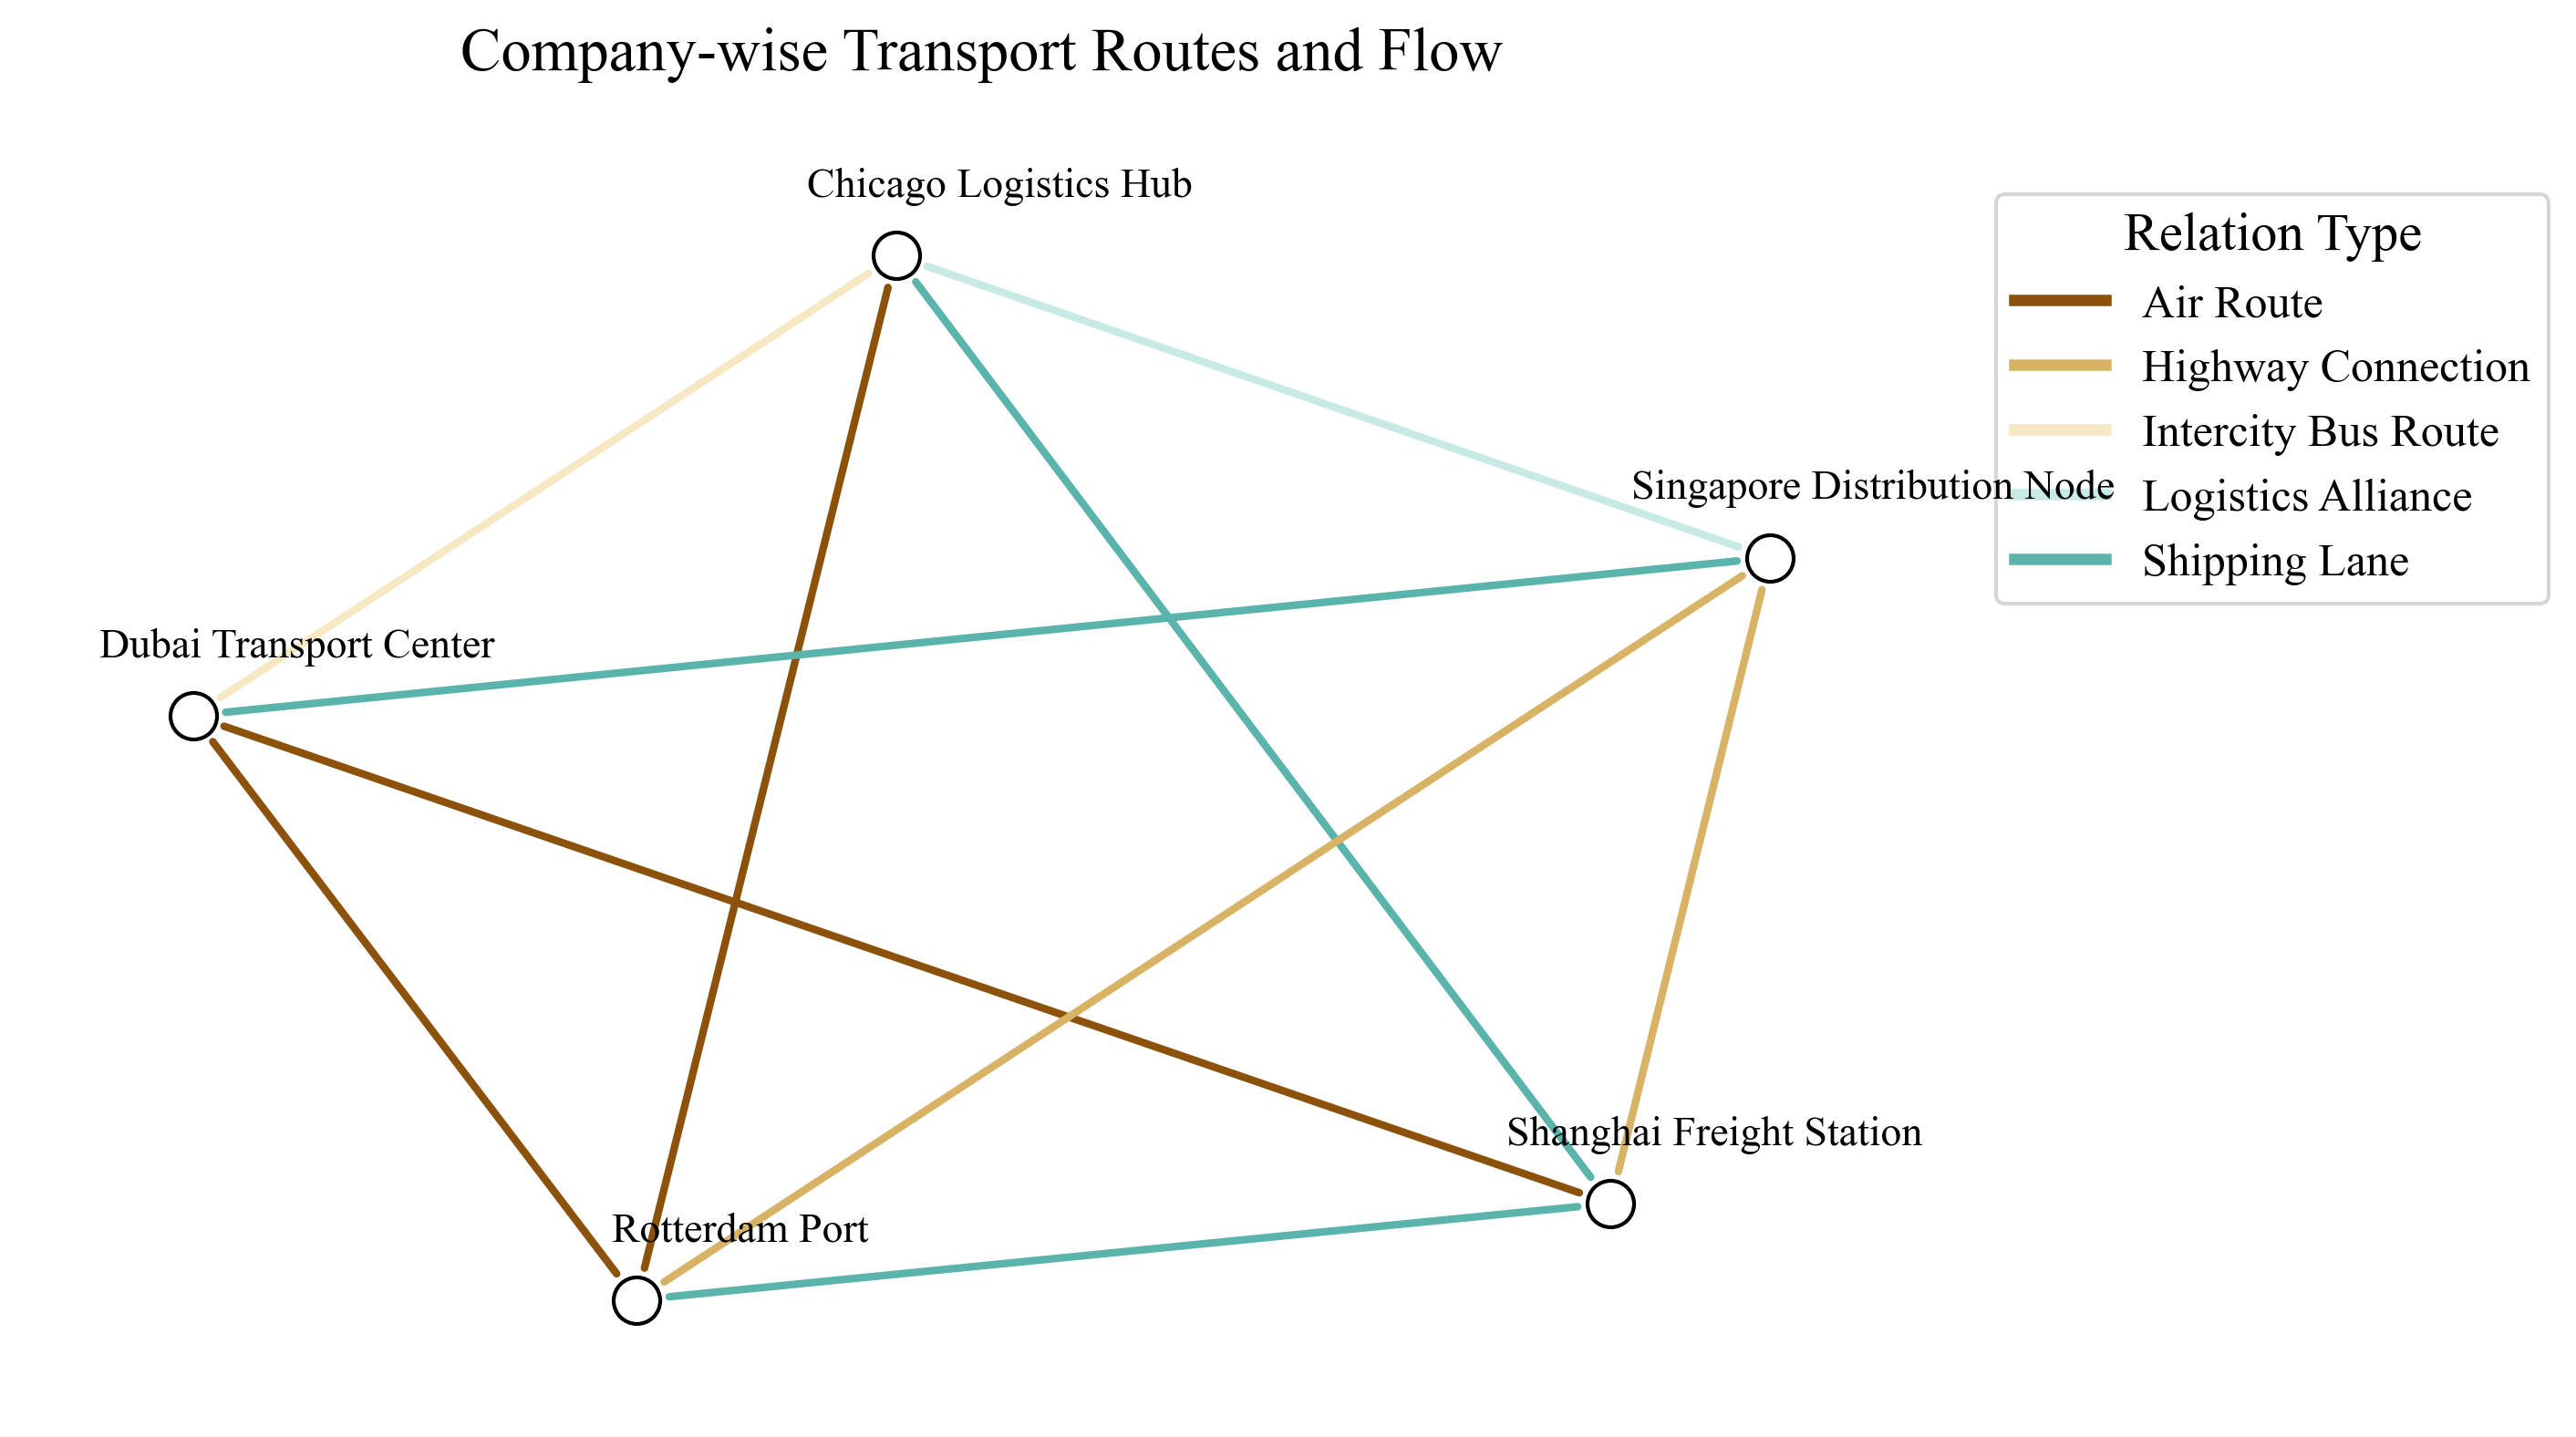 Company-wise Transport Routes and Flow
Chicago Logistics Hub
Relation Type
Air Route
Highway Connection
Intercity Bus Route
Singapore Distribution Node
Logistics Alliance
Shipping Lane
Dubai Transport Center
Shanghai Freight Station
Rotterdam Port